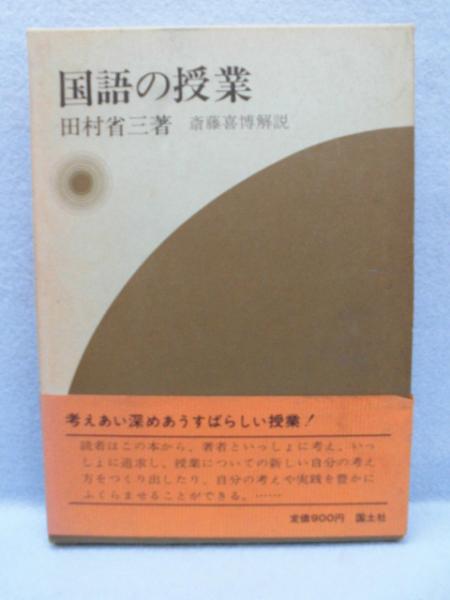 国語の授業
田村省三著 斎藤喜博解説
考えあい深めあうすばらしい授業!
読者はこの本から、著者といっしょに考え、いっ
しょに追求し、授業についての新しい自分の考え
方をつくり出したり、自分の考えや実践を豊かに
ふくらませることができる。……
定価900円 国土社